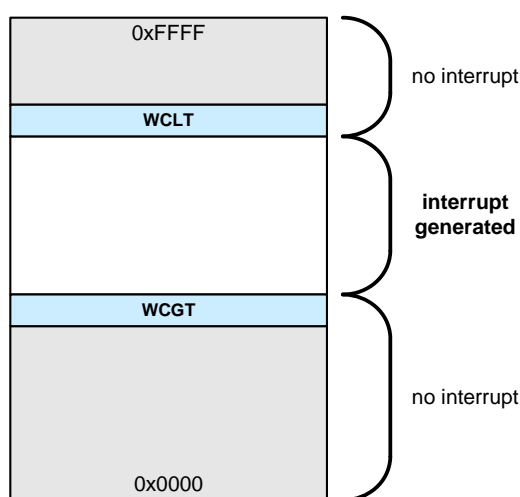 0xFFFF
no interrupt
WCLT
interrupt
generated
WCGT
no interrupt
0x0000